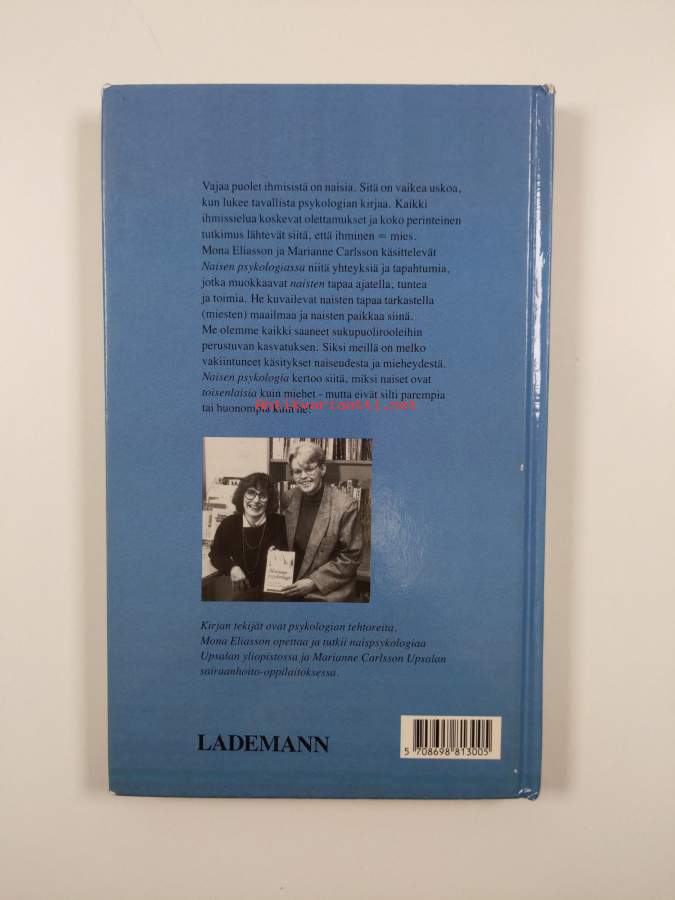 Vajaa puolet ihmisistä on naisia. Sitä on vaikea uskoa,
kun lukee tavallista psykologian kirjaa. Kaikki
ihmissielua koskevat olettamukset ja koko perinteinen
tutkimus lähtevät siitä, että ihminen = mies.
Mona Eliasson ja Marianne Carlsson käsittelevät
Naisen psykologiassa niitä yhteyksiä ja tapahtumia,
jotka muokkaavat naisten tapaa ajatella, tuntea
ja toimia. He kuvailevat naisten tapaa tarkastella
(miesten) maailmaa ja naisten paikkaa siinä.
Me olemme kaikki saaneet sukupuolirooleihin
perustuvan kasvatuksen. Siksi meillä on melko
vakiintuneet käsitykset naiseudesta ja mieheydestä.
Naisen psykologia kertoo siitä, miksi naiset ovat
toisenlaisia kuin miehet - mutta eivät silti parempia
tai huonompia kuin ne.
Antikvariaatti.net
Kirjan tekijät ovat psykologian tehtoreita.
Mona Eliasson opettaa ja tutkii naispsykologiaa
Upsalan yliopistossa ja Marianne Carlsson Upsalan
sairaanhoito-oppilaitoksessa.
LADEMANN
5 708698 813005